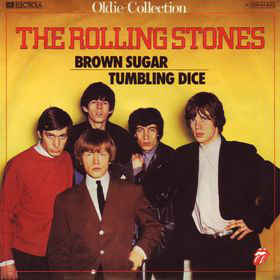 ELECTROLA
Oldie-Collection
THE ROLLING STONES
BROWN SUGAR
TUMBLING DICE